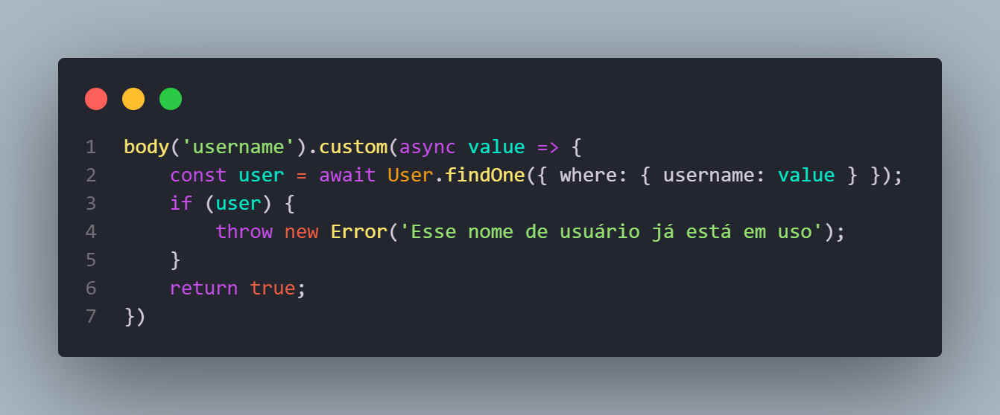 1 body('username').custom(async value => {
2     const user = await User.findOne({ where: { username: value } });
3     if (user) {
4         throw new Error('Esse nome de usuário já está em uso');
5     }
6     return true;
7 })